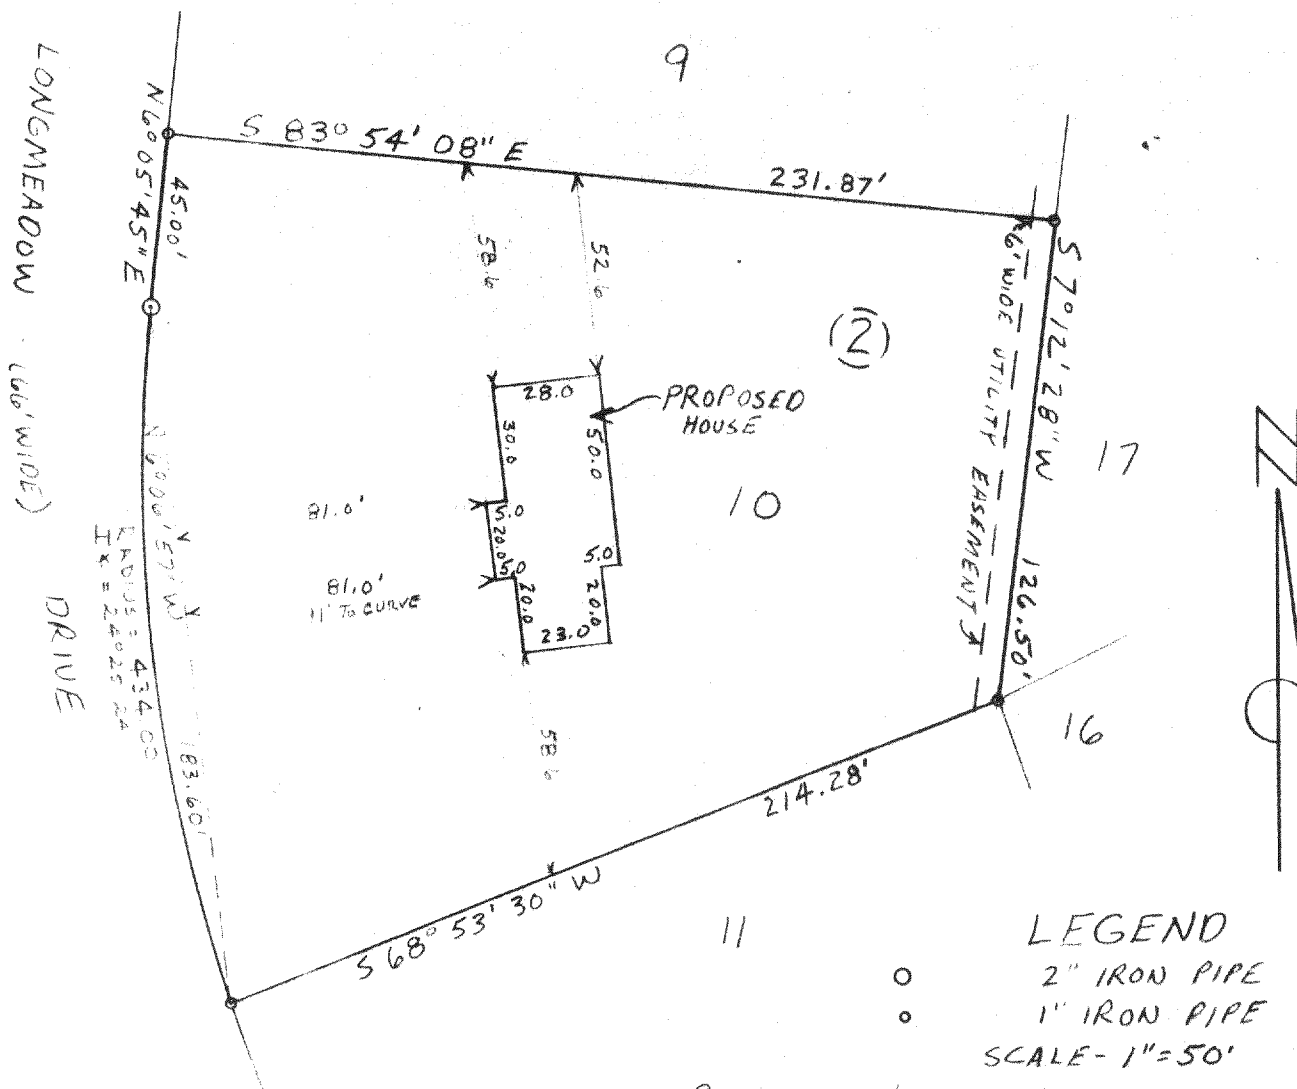 9
S 83° 54' 08" E
231.87'
N 6° 05' 45" E
45.00'
LONGMEADOW
(66' WIDE)
DRIVE
58.6
52.6
6' WIDE UTILITY EASEMENT
S 7° 12' 28" W
126.50'
(2)
28.0
PROPOSED
HOUSE
30.0
50.0
17
10
81.0'
5.0
20.0
5.0
5.0
81.0'
11' TO CURVE
20.0
20.0
23.0
RADIUS = 434.00
183.60'
58.6
16
214.28'
S 68° 53' 30" W
11
N
LEGEND
2" IRON PIPE
1" IRON PIPE
SCALE- 1"=50'